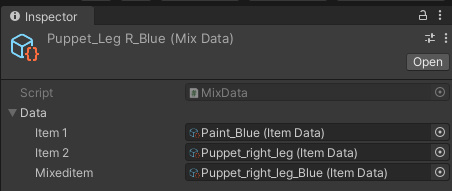 Inspector
Puppet_Leg R_Blue (Mix Data)
Open
Script MixData
Data
Item 1 Paint_Blue (Item Data)
Item 2 Puppet_right_leg (Item Data)
Mixeditem Puppet_right_leg_Blue (Item Data)